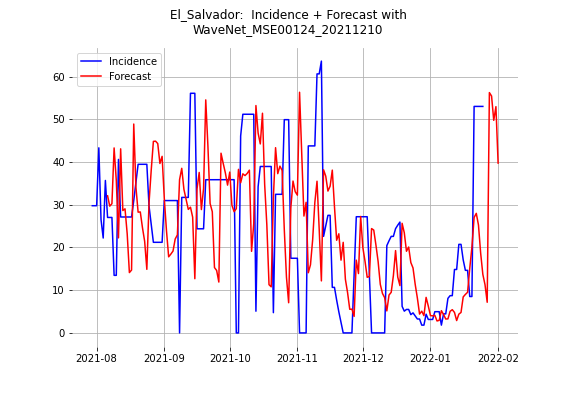 El_Salvador:  Incidence + Forecast with
WaveNet_MSE00124_20211210
Incidence
Forecast
60
50
40
30
20
10
0
2021-08 2021-09 2021-10 2021-11 2021-12 2022-01 2022-02